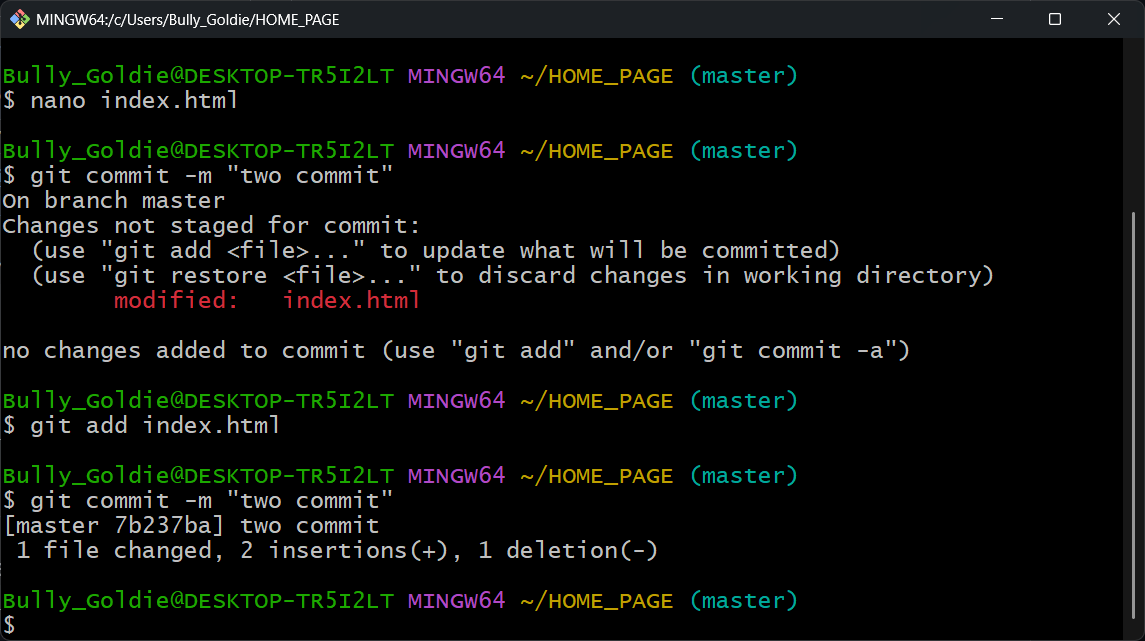 MINGW64:/c/Users/Bully_Goldie/HOME_PAGE
Bully_Goldie@DESKTOP-TR5I2LT MINGW64 ~/HOME_PAGE (master)
$ nano index.html
Bully_Goldie@DESKTOP-TR5I2LT MINGW64 ~/HOME_PAGE (master)
$ git commit -m "two commit"
On branch master
Changes not staged for commit:
  (use "git add <file>..." to update what will be committed)
  (use "git restore <file>..." to discard changes in working directory)
        modified:   index.html
no changes added to commit (use "git add" and/or "git commit -a")
Bully_Goldie@DESKTOP-TR5I2LT MINGW64 ~/HOME_PAGE (master)
$ git add index.html
Bully_Goldie@DESKTOP-TR5I2LT MINGW64 ~/HOME_PAGE (master)
$ git commit -m "two commit"
[master 7b237ba] two commit
 1 file changed, 2 insertions(+), 1 deletion(-)
Bully_Goldie@DESKTOP-TR5I2LT MINGW64 ~/HOME_PAGE (master)
$